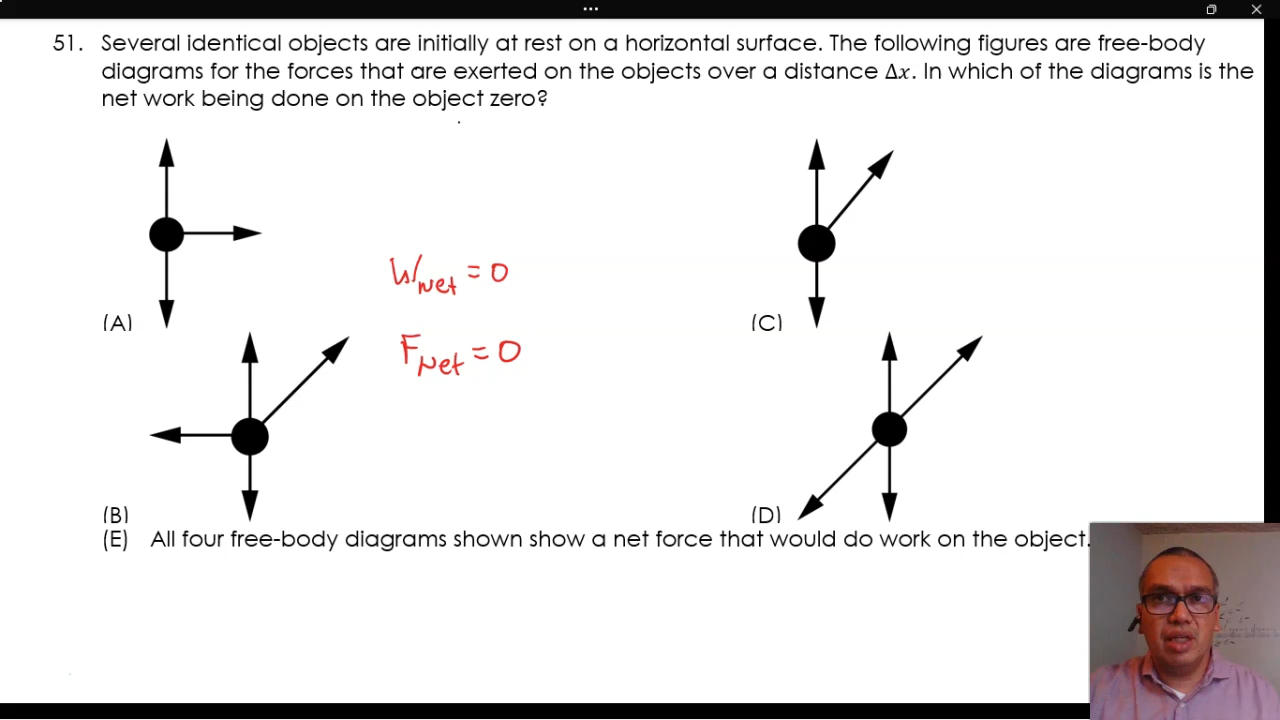 51. Several identical objects are initially at rest on a horizontal surface. The following figures are free-body
diagrams for the forces that are exerted on the objects over a distance Δx. In which of the diagrams is the
net work being done on the object zero?
(A)
(C)
W_Net = 0
F_Net = 0
(B)
(D)
(E) All four free-body diagrams shown show a net force that would do work on the object.